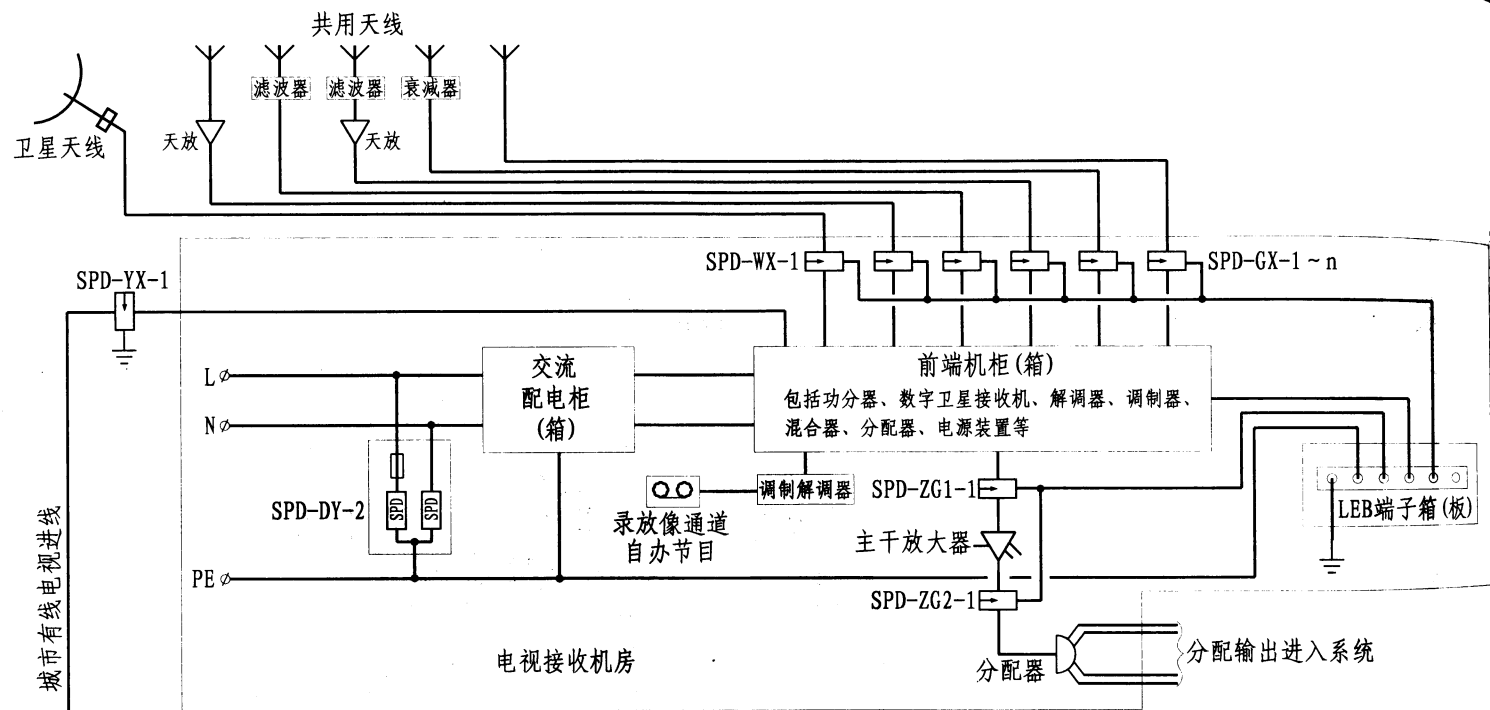 共用天线
滤波器
滤波器
衰减器
卫星天线
天放
天放
SPD-YX-1
SPD-WX-1
SPD-GX-1~n
L
N
PE
交流
配电柜
(箱)
前端机柜(箱)
包括功分器、数字卫星接收机、解调器、调制器、
混合器、分配器、电源装置等
SPD-DY-2
SPD
SPD
录放像通道
自办节目
调制解调器
SPD-ZG1-1
主干放大器
SPD-ZG2-1
LEB端子箱(板)
城市有线电视进线
电视接收机房
分配器
分配输出进入系统